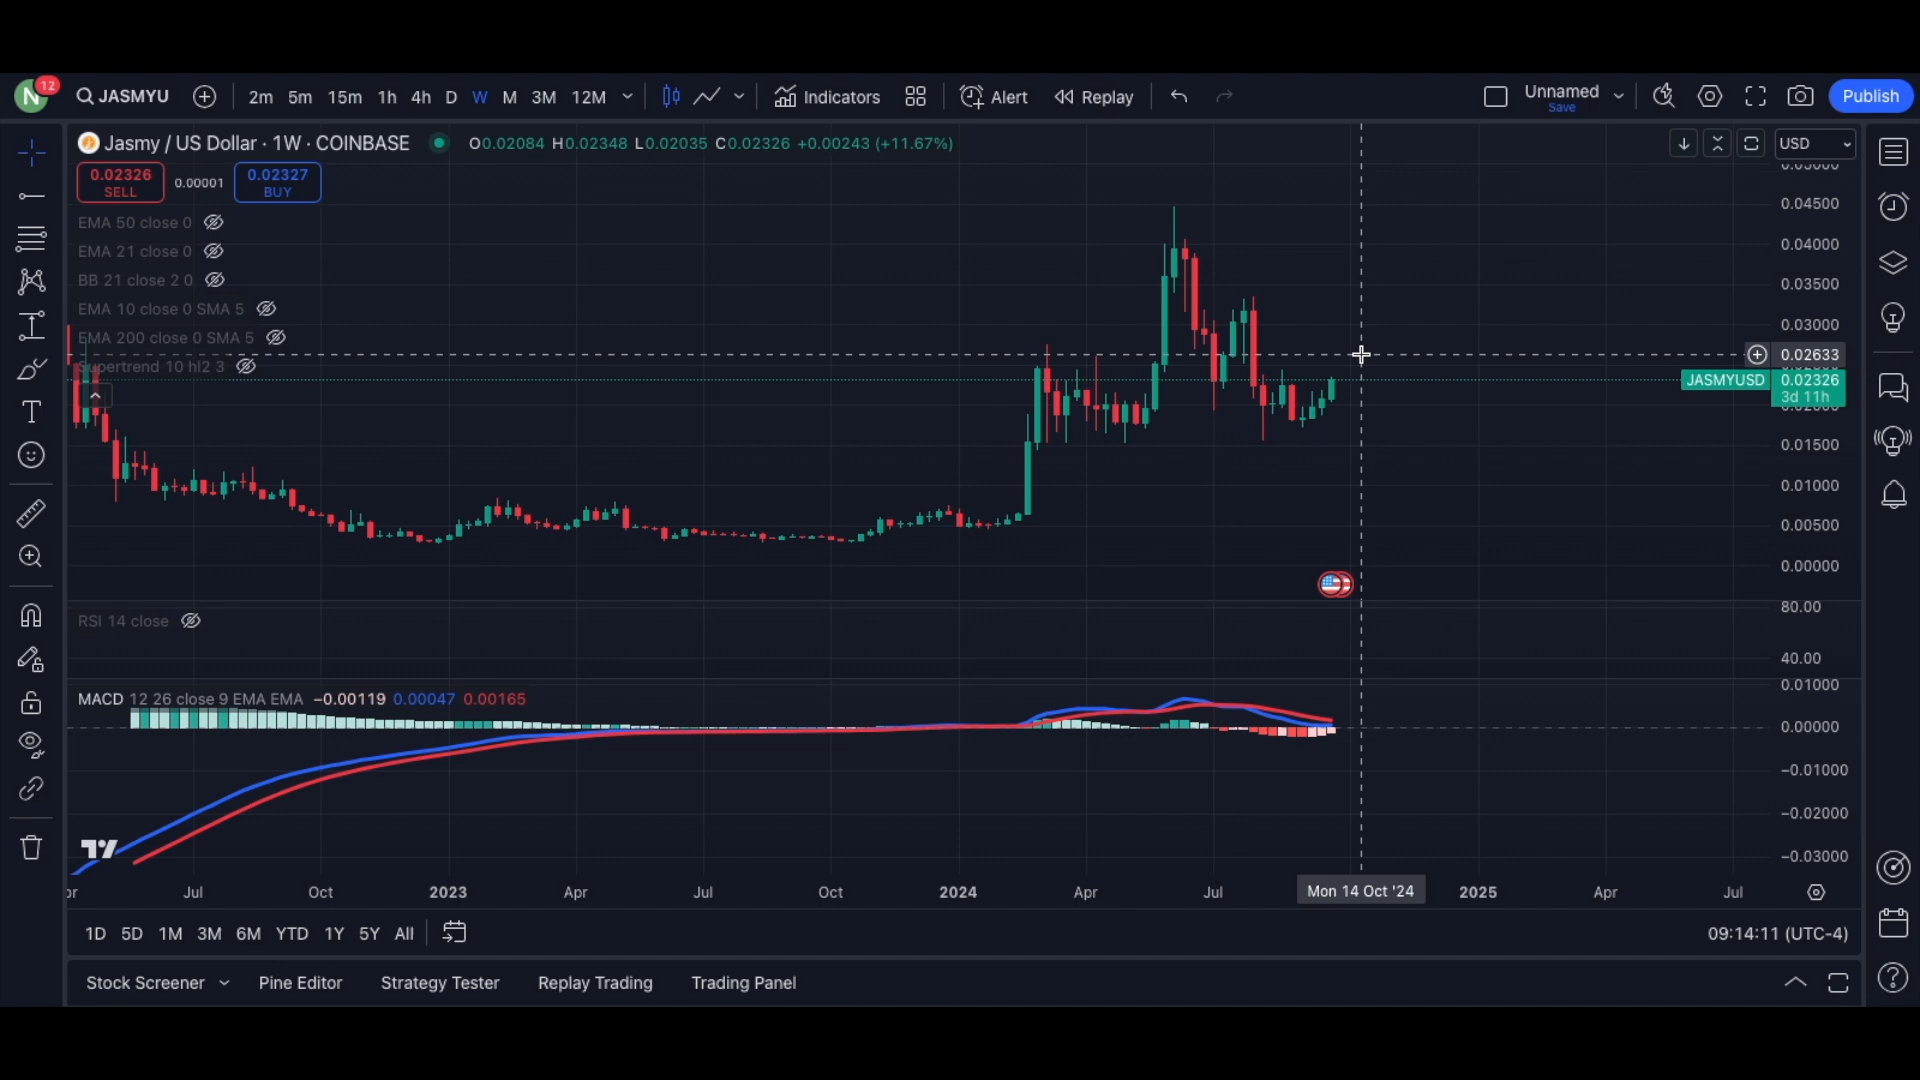 N 12 JASMYU 2m 5m 15m 1h 4h D W M 3M 12M Indicators Alert Replay Unnamed Save Publish
Jasmy / US Dollar · 1W · COINBASE O0.02084 H0.02348 L0.02035 C0.02326 +0.00243 (+11.67%) USD
0.02326 SELL 0.00001 0.02327 BUY
EMA 50 close 0
EMA 21 close 0
BB 21 close 2 0
EMA 10 close 0 SMA 5
EMA 200 close 0 SMA 5
Supertrend 10 hl2 3
0.05000
0.04500
0.04000
0.03500
0.03000
0.02633
JASMYUSD 0.02326
3d 11h
0.02000
0.01500
0.01000
0.00500
0.00000
RSI 14 close
80.00
40.00
MACD 12 26 close 9 EMA EMA −0.00119 0.00047 0.00165
0.01000
0.00000
−0.01000
−0.02000
−0.03000
Jul Oct 2023 Apr Jul Oct 2024 Apr Jul Mon 14 Oct '24 2025 Apr Jul
1D 5D 1M 3M 6M YTD 1Y 5Y All 09:14:11 (UTC-4)
Stock Screener Pine Editor Strategy Tester Replay Trading Trading Panel